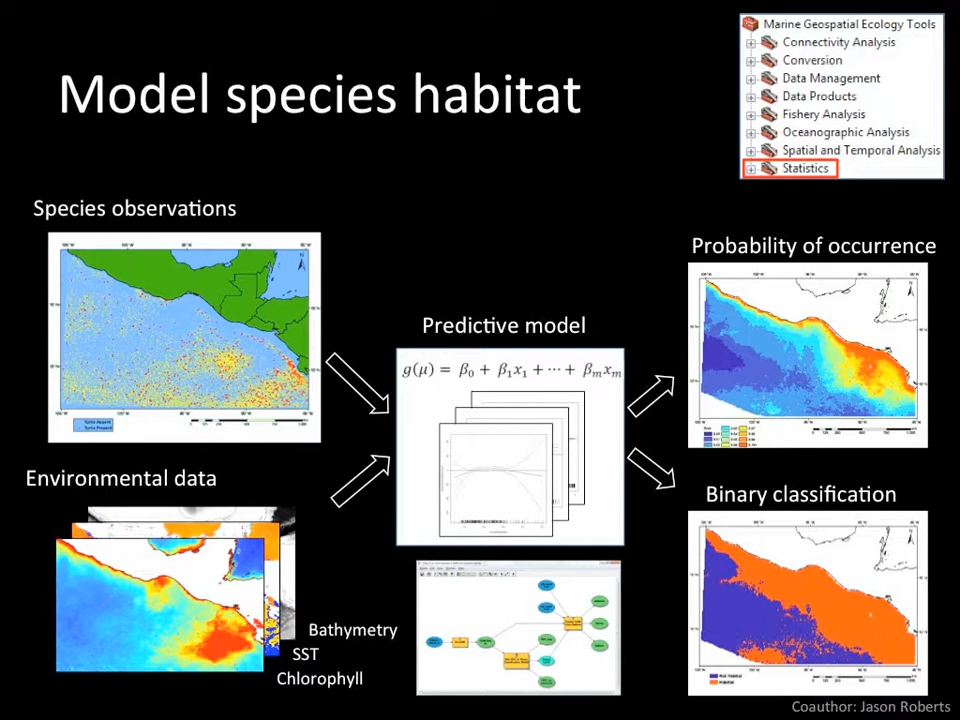 Marine Geospatial Ecology Tools
Connectivity Analysis
Conversion
Data Management
Data Products
Fishery Analysis
Oceanographic Analysis
Spatial and Temporal Analysis
Statistics
Model species habitat
Species observations
Probability of occurrence
Predictive model
g(μ) = β₀ + β₁x₁ + ⋯ + βₘxₘ
Environmental data
Binary classification
Bathymetry
SST
Chlorophyll
Coauthor: Jason Roberts